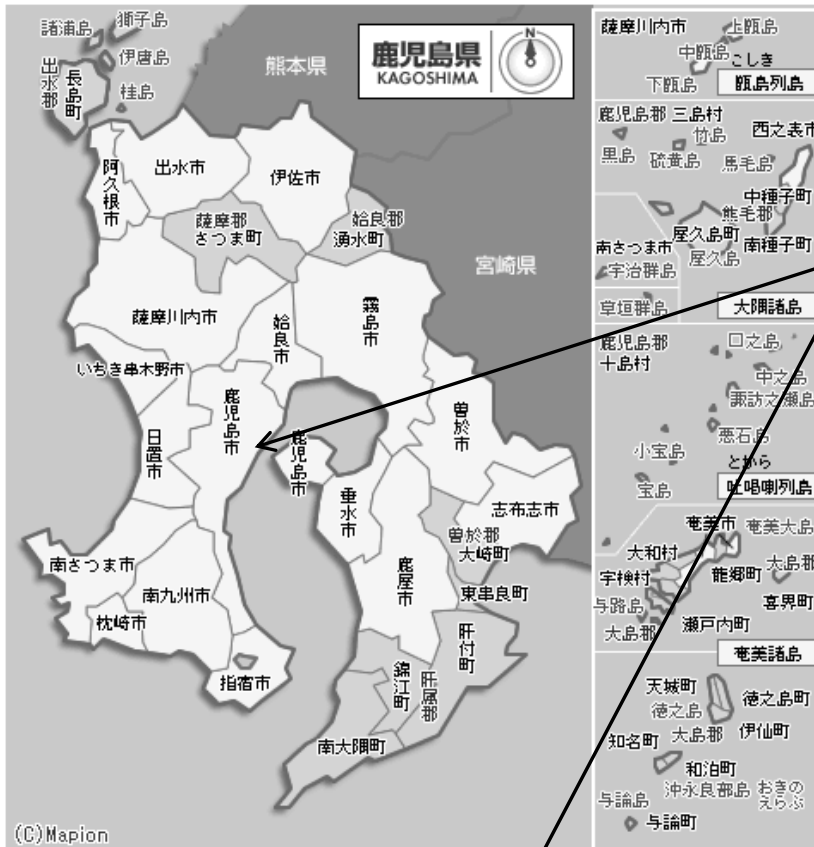 鹿児島県
KAGOSHIMA
N
獅子島
諸浦島
伊唐島
出水郡
長島町
桂島
熊本県
阿久根市
出水市
伊佐市
薩摩郡
さつま町
姶良郡
湧水町
宮崎県
薩摩川内市
姶良市
霧島市
いちき串木野市
鹿児島市
日置市
鹿児島市
曽於市
垂水市
志布志市
曽於郡
大崎町
南さつま市
鹿屋市
東串良町
南九州市
枕崎市
肝付町
指宿市
錦江町
肝属郡
南大隅町
(C)Mapion
薩摩川内市
上甑島
中甑島
こしき
下甑島
甑島列島
鹿児島郡 三島村
竹島
西之表市
黒島
硫黄島
馬毛島
中種子町
熊毛郡
屋久島町
南種子町
南さつま市
屋久島
宇治群島
草垣群島
大隅諸島
鹿児島郡
十島村
口之島
中之島
諏訪之瀬島
悪石島
小宝島
とから
宝島
吐噶喇列島
奄美市
奄美大島
大和村
大島郡
宇検村
龍郷町
与路島
喜界町
大島郡
瀬戸内町
奄美諸島
天城町
徳之島町
徳之島
大島郡
伊仙町
知名町
和泊町
沖永良部島
おきの
えらぶ
与論島
与論町